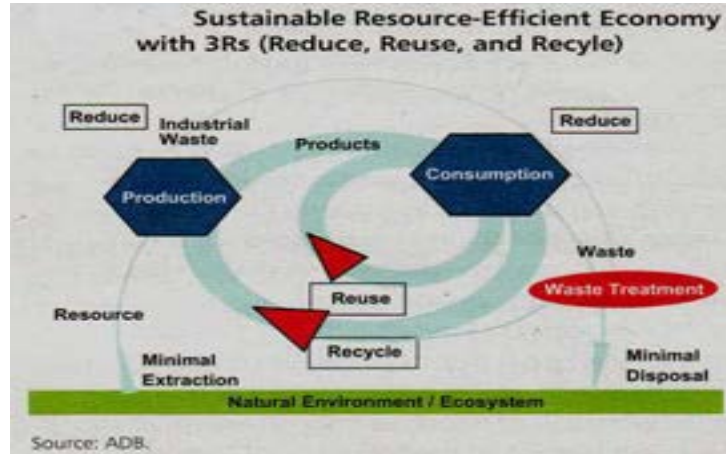 Sustainable Resource-Efficient Economy
with 3Rs (Reduce, Reuse, and Recyle)
Reduce
Industrial
Waste
Products
Reduce
Production
Consumption
Waste
Waste Treatment
Reuse
Resource
Recycle
Minimal
Extraction
Minimal
Disposal
Natural Environment / Ecosystem
Source: ADB.